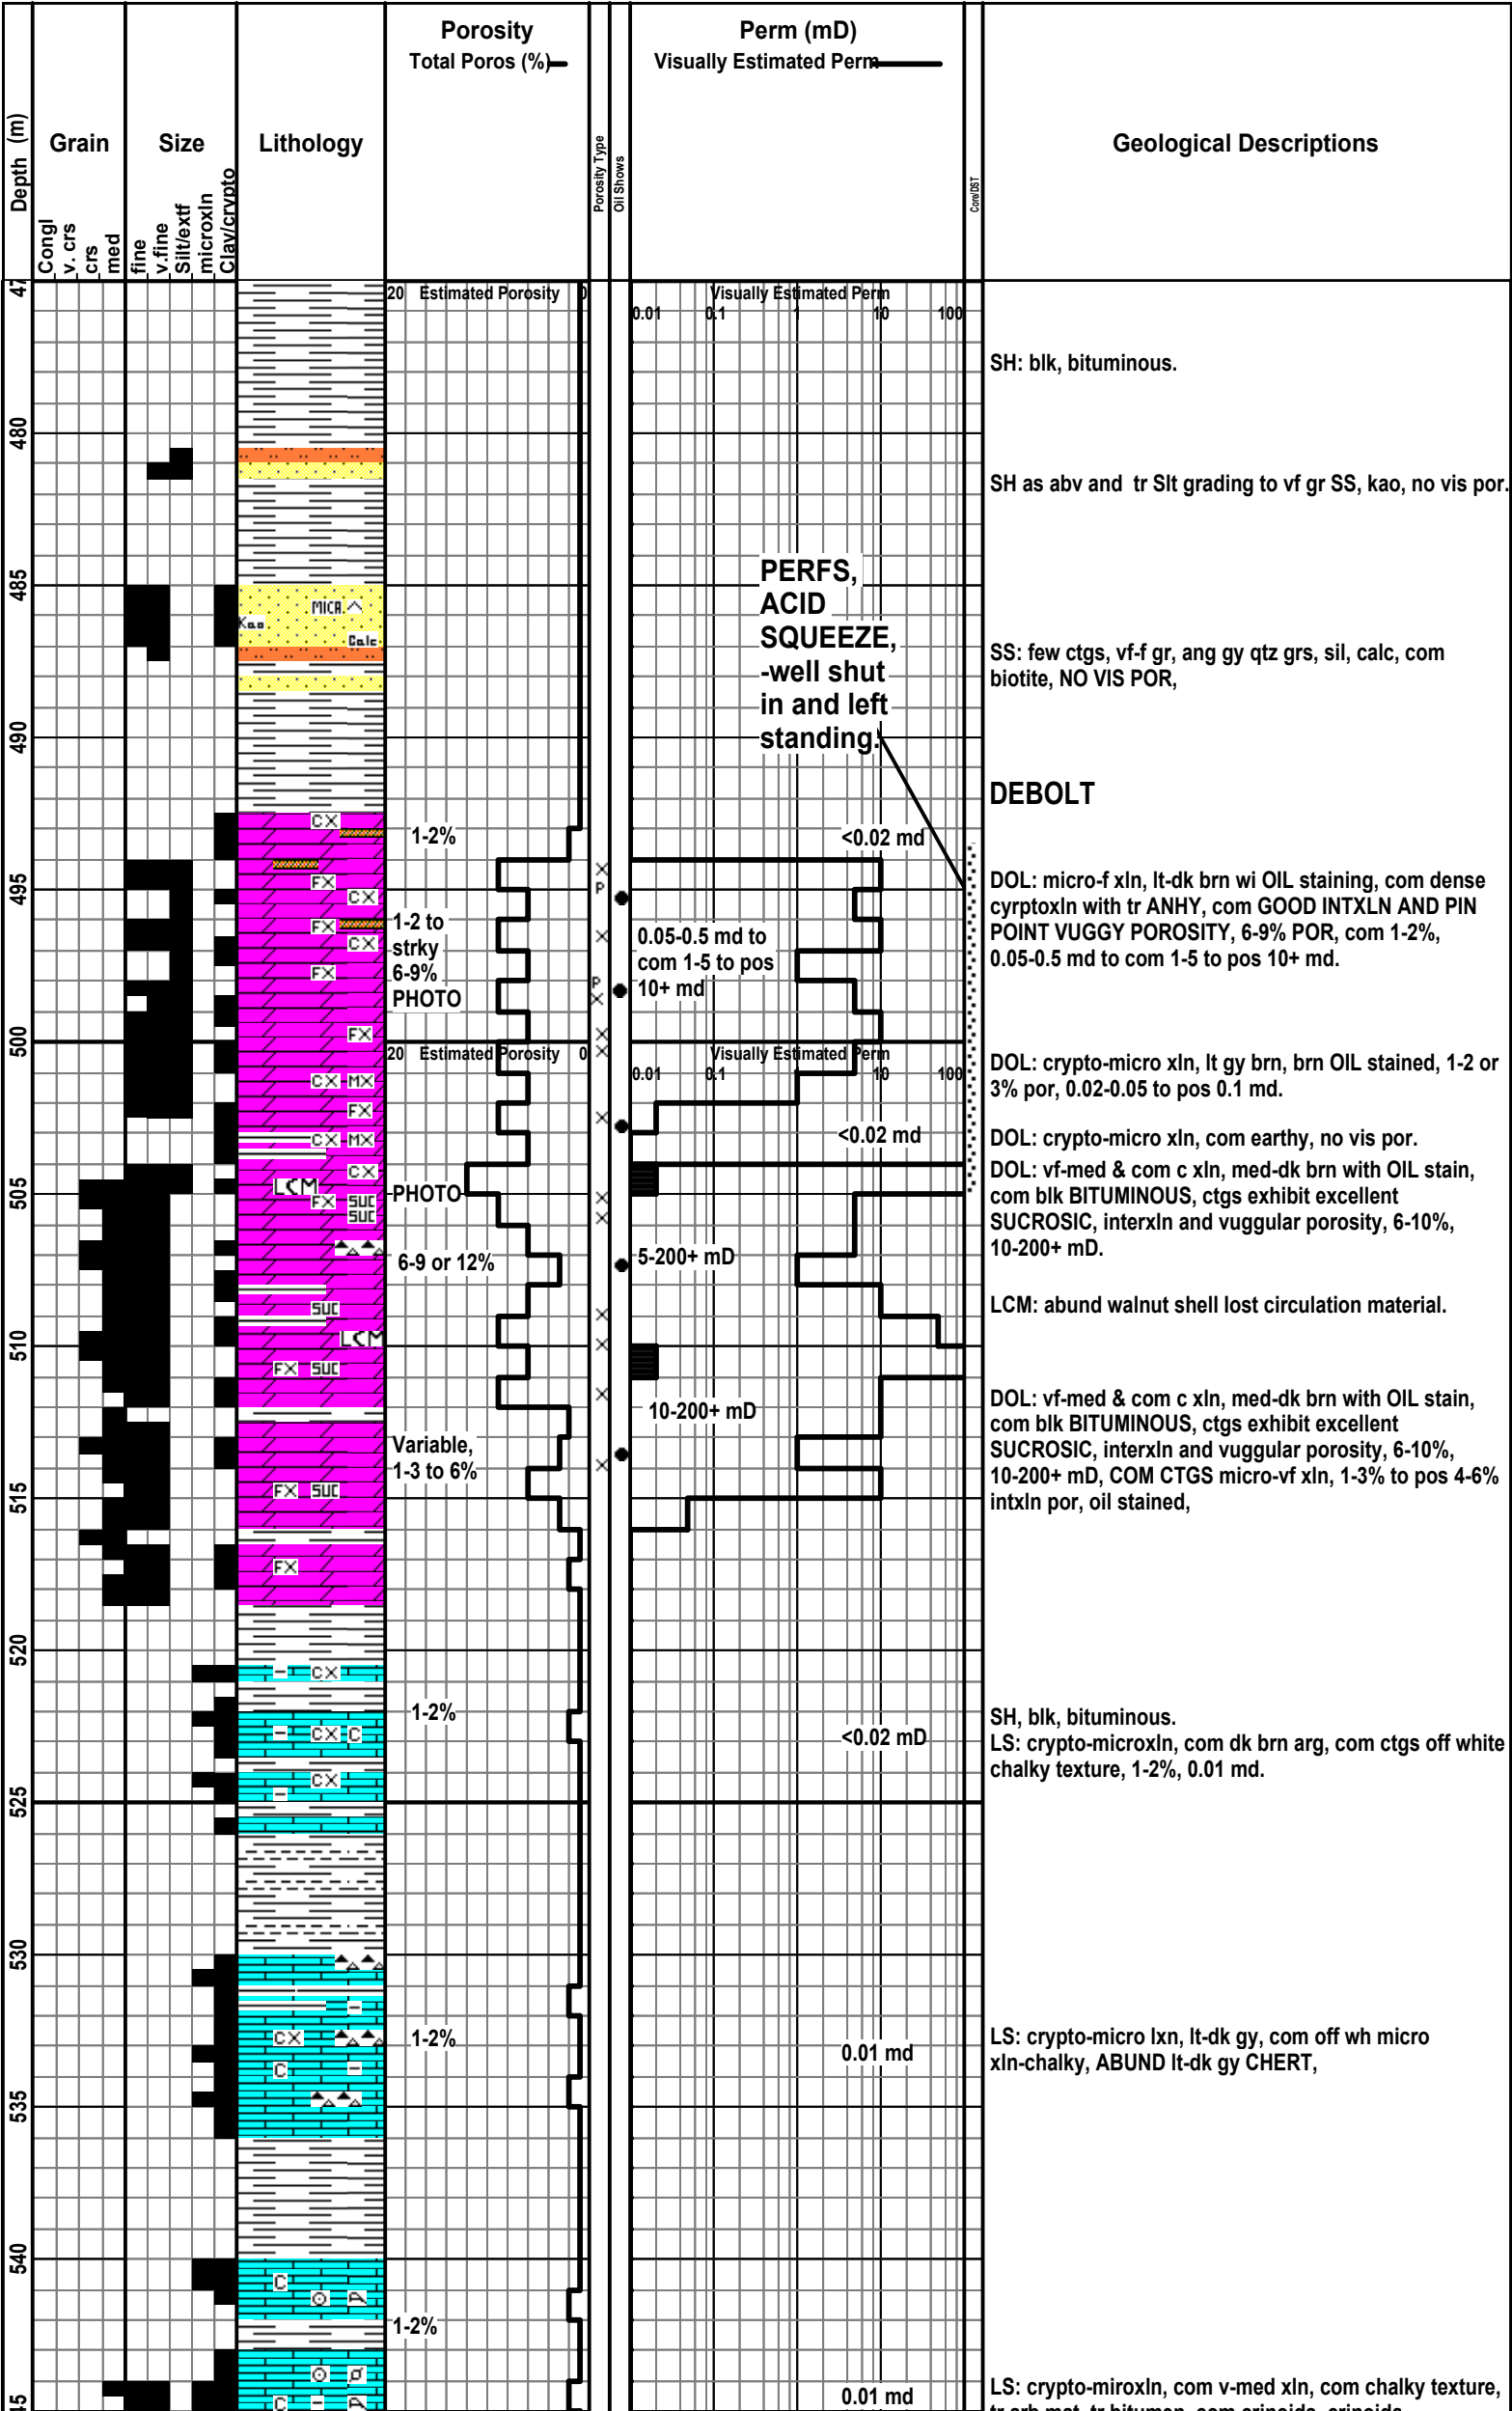 Depth (m)
Grain Size
Congl
v. crs
crs
med
fine
v.fine
Silt/extf
microxln
Clay/crypto
Lithology
Porosity
Total Poros (%)
Porosity Type
Oil Shows
Perm (mD)
Visually Estimated Perm
Core/DST
Geological Descriptions
47
20 Estimated Porosity 0
Visually Estimated Perm
0.01 0.1 1 10 100
SH: blk, bituminous.
480
SH as abv and tr Slt grading to vf gr SS, kao, no vis por.
485
MICA
Kao
Calc
PERFS,
ACID
SQUEEZE,
-well shut
in and left
standing.
SS: few ctgs, vf-f gr, ang gy qtz grs, sil, calc, com
biotite, NO VIS POR,
490
DEBOLT
CX
1-2%
<0.02 md
495
FX
CX
FX
CX
FX
X
P
X
P
X
X
1-2 to
strky
6-9%
PHOTO
0.05-0.5 md to
com 1-5 to pos
10+ md
DOL: micro-f xln, lt-dk brn wi OIL staining, com dense
cyrptoxln with tr ANHY, com GOOD INTXLN AND PIN
POINT VUGGY POROSITY, 6-9% POR, com 1-2%,
0.05-0.5 md to com 1-5 to pos 10+ md.
FX
500
20 Estimated Porosity 0
Visually Estimated Perm
0.01 0.1 1 10 100
X
CX MX
FX
X
CX MX
<0.02 md
DOL: crypto-micro xln, lt gy brn, brn OIL stained, 1-2 or
3% por, 0.02-0.05 to pos 0.1 md.
DOL: crypto-micro xln, com earthy, no vis por.
CX
LCM
505
FX SUC
SUC
PHOTO
X
X
6-9 or 12%
5-200+ mD
DOL: vf-med & com c xln, med-dk brn with OIL stain,
com blk BITUMINOUS, ctgs exhibit excellent
SUCROSIC, interxln and vuggular porosity, 6-10%,
10-200+ mD.
SUC
X
LCM: abund walnut shell lost circulation material.
LCM
510
X
FX SUC
X
10-200+ mD
Variable,
1-3 to 6%
X
DOL: vf-med & com c xln, med-dk brn with OIL stain,
com blk BITUMINOUS, ctgs exhibit excellent
SUCROSIC, interxln and vuggular porosity, 6-10%,
10-200+ mD, COM CTGS micro-vf xln, 1-3% to pos 4-6%
intxln por, oil stained,
FX SUC
515
FX
520
CX
1-2%
CX C
<0.02 mD
SH, blk, bituminous.
LS: crypto-microxln, com dk brn arg, com ctgs off white
chalky texture, 1-2%, 0.01 md.
CX
525
530
CX
1-2%
C
0.01 md
LS: crypto-micro lxn, lt-dk gy, com off wh micro
xln-chalky, ABUND lt-dk gy CHERT,
535
540
C
1-2%
C
0.01 md
LS: crypto-miroxln, com v-med xln, com chalky texture,